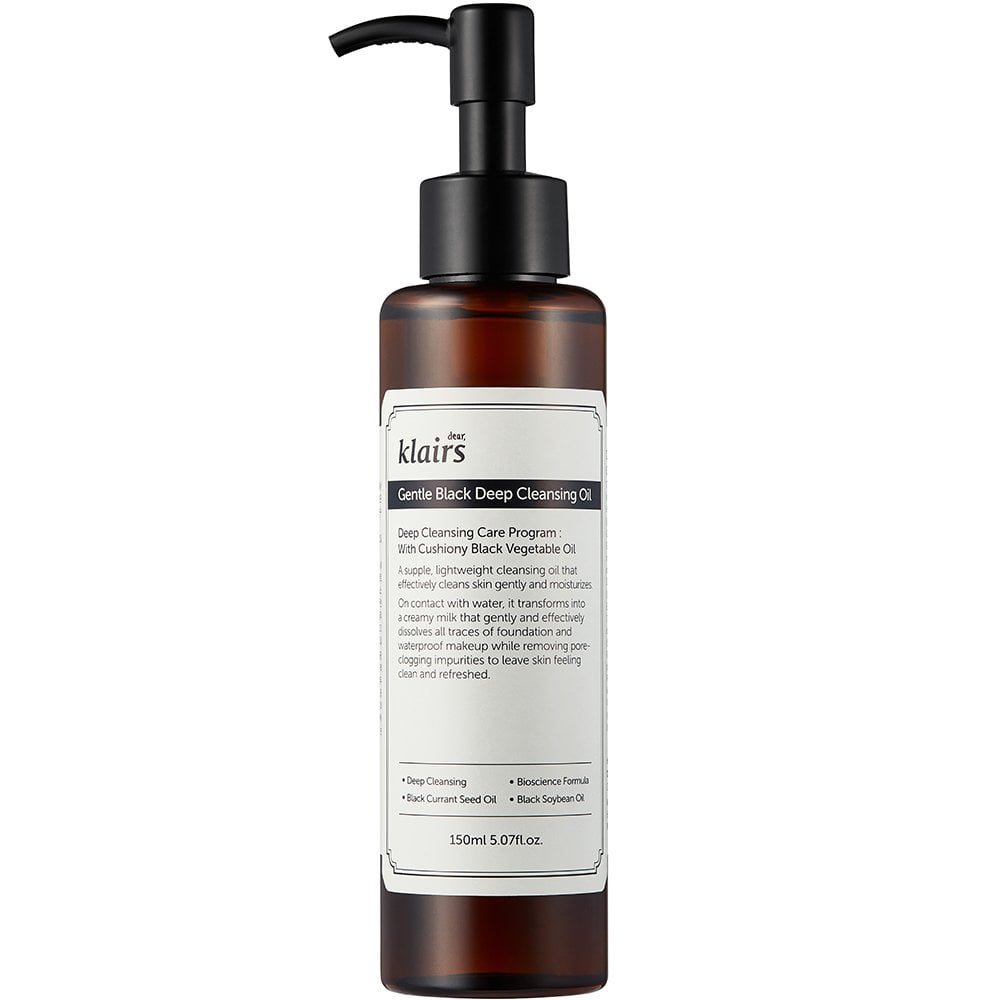 dear,
klairs
Gentle Black Deep Cleansing Oil
Deep Cleansing Care Program :
With Cushiony Black Vegetable Oil
A supple, lightweight cleansing oil that
effectively cleans skin gently and moisturizes.
On contact with water, it transforms into
a creamy milk that gently and effectively
dissolves all traces of foundation and
waterproof makeup while removing pore-
clogging impurities to leave skin feeling
clean and refreshed.
• Deep Cleansing • Bioscience Formula
• Black Currant Seed Oil • Black Soybean Oil
150ml 5.07fl.oz.